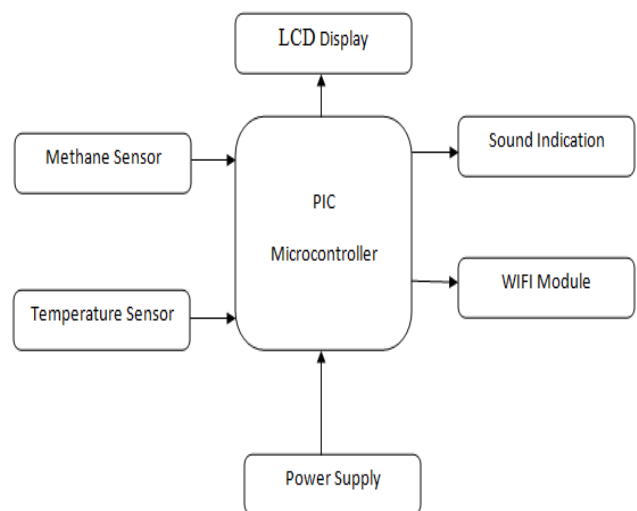 LCD Display
Methane Sensor
Sound Indication
PIC
Microcontroller
Temperature Sensor
WIFI Module
Power Supply